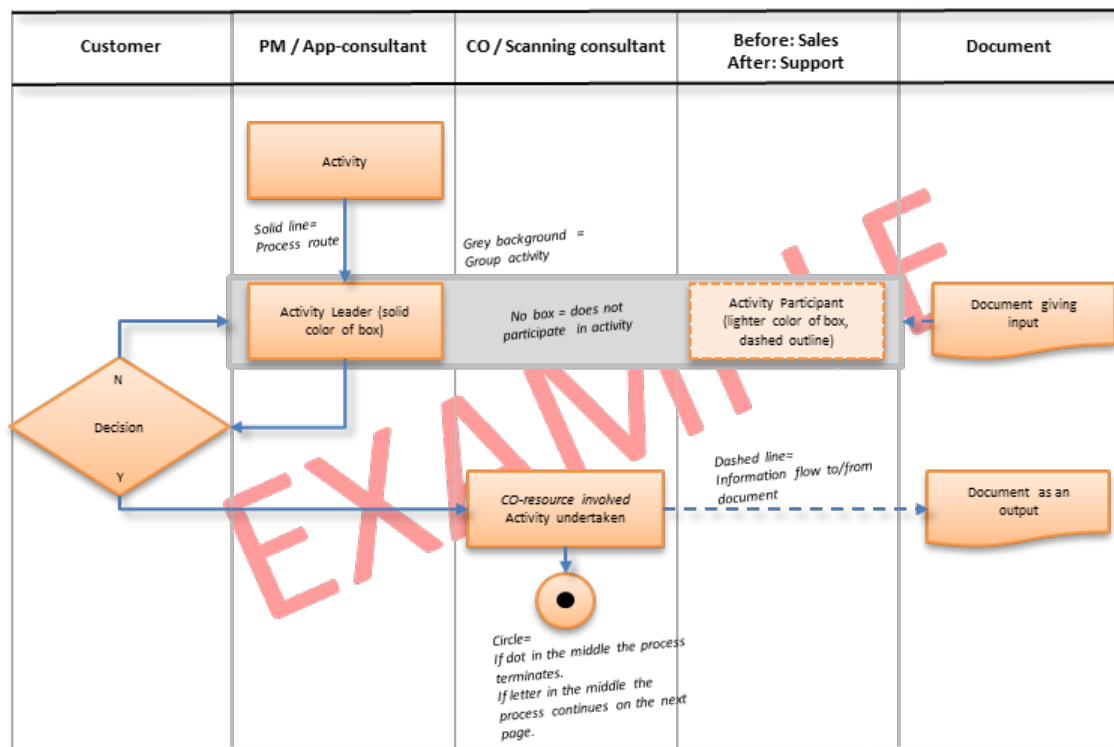 Customer
PM / App-consultant
CO / Scanning consultant
Before: Sales
After: Support
Document
Activity
Solid line=
Process route
Grey background =
Group activity
Activity Leader (solid
color of box)
No box = does not
participate in activity
Activity Participant
(lighter color of box,
dashed outline)
Document giving
input
N
Decision
Y
EXAMPLE
Dashed line=
Information flow to/from
document
CO-resource involved
Activity undertaken
Document as an
output
Circle=
If dot in the middle the process
terminates.
If letter in the middle the
process continues on the next
page.